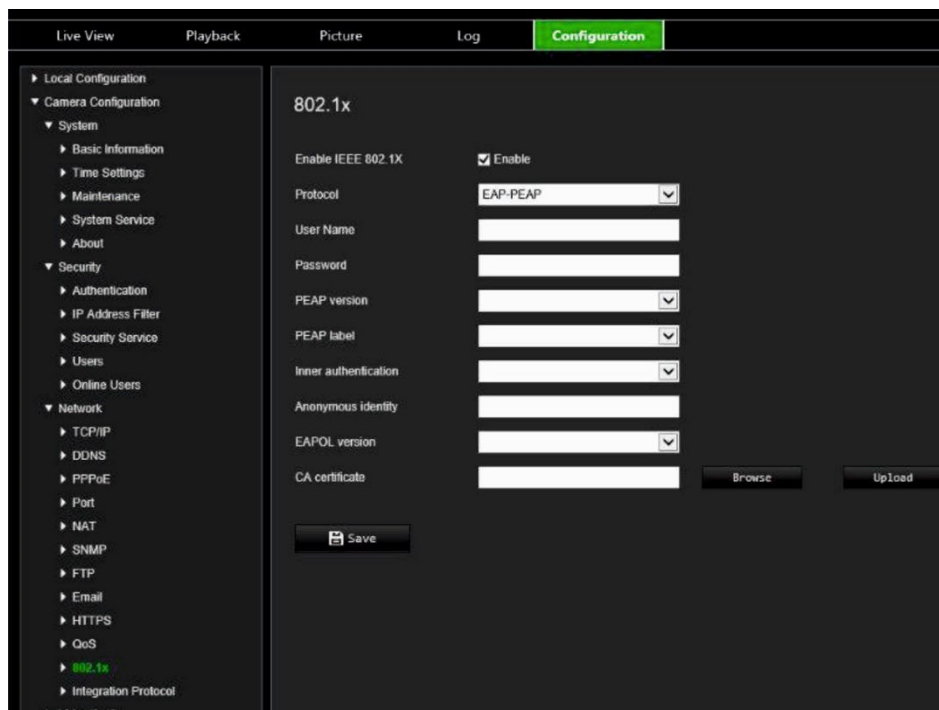 Live View Playback Picture Log Configuration
Local Configuration
Camera Configuration
System
Basic Information
Time Settings
Maintenance
System Service
About
Security
Authentication
IP Address Filter
Security Service
Users
Online Users
Network
TCP/IP
DDNS
PPPoE
Port
NAT
SNMP
FTP
Email
HTTPS
QoS
802.1x
Integration Protocol
802.1x
Enable IEEE 802.1X Enable
Protocol EAP-PEAP
User Name
Password
PEAP version
PEAP label
Inner authentication
Anonymous identity
EAPOL version
CA certificate Browse Upload
Save